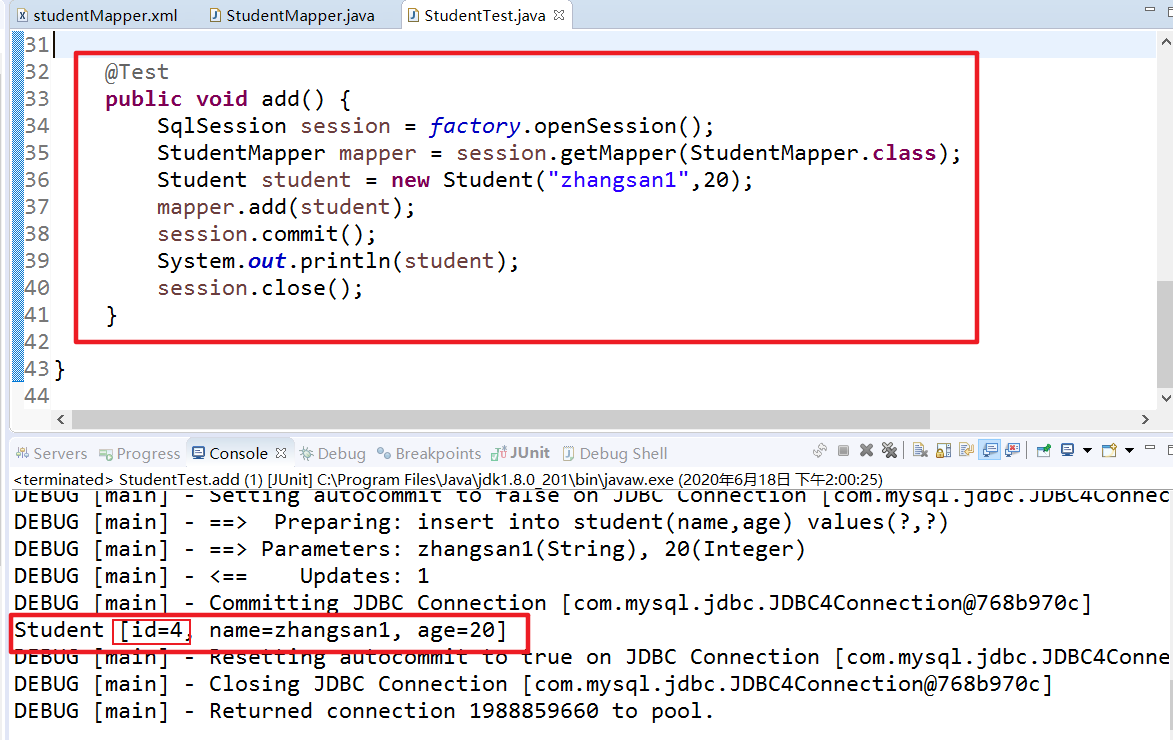 studentMapper.xml StudentMapper.java StudentTest.java
31
32 @Test
33 public void add() {
34 SqlSession session = factory.openSession();
35 StudentMapper mapper = session.getMapper(StudentMapper.class);
36 Student student = new Student("zhangsan1",20);
37 mapper.add(student);
38 session.commit();
39 System.out.println(student);
40 session.close();
41 }
42
43 }
44
Servers Progress Console Debug Breakpoints JUnit Debug Shell
<terminated> StudentTest.add (1) [JUnit] C:\Program Files\Java\jdk1.8.0_201\bin\javaw.exe (2020年6月18日 下午2:00:25)
DEBUG [main] - Setting autocommit to false on JDBC Connection [com.mysql.jdbc.JDBC4Connec
DEBUG [main] - ==>  Preparing: insert into student(name,age) values(?,?)
DEBUG [main] - ==> Parameters: zhangsan1(String), 20(Integer)
DEBUG [main] - <==    Updates: 1
DEBUG [main] - Committing JDBC Connection [com.mysql.jdbc.JDBC4Connection@768b970c]
Student [id=4, name=zhangsan1, age=20]
DEBUG [main] - Resetting autocommit to true on JDBC Connection [com.mysql.jdbc.JDBC4Conne
DEBUG [main] - Closing JDBC Connection [com.mysql.jdbc.JDBC4Connection@768b970c]
DEBUG [main] - Returned connection 1988859660 to pool.